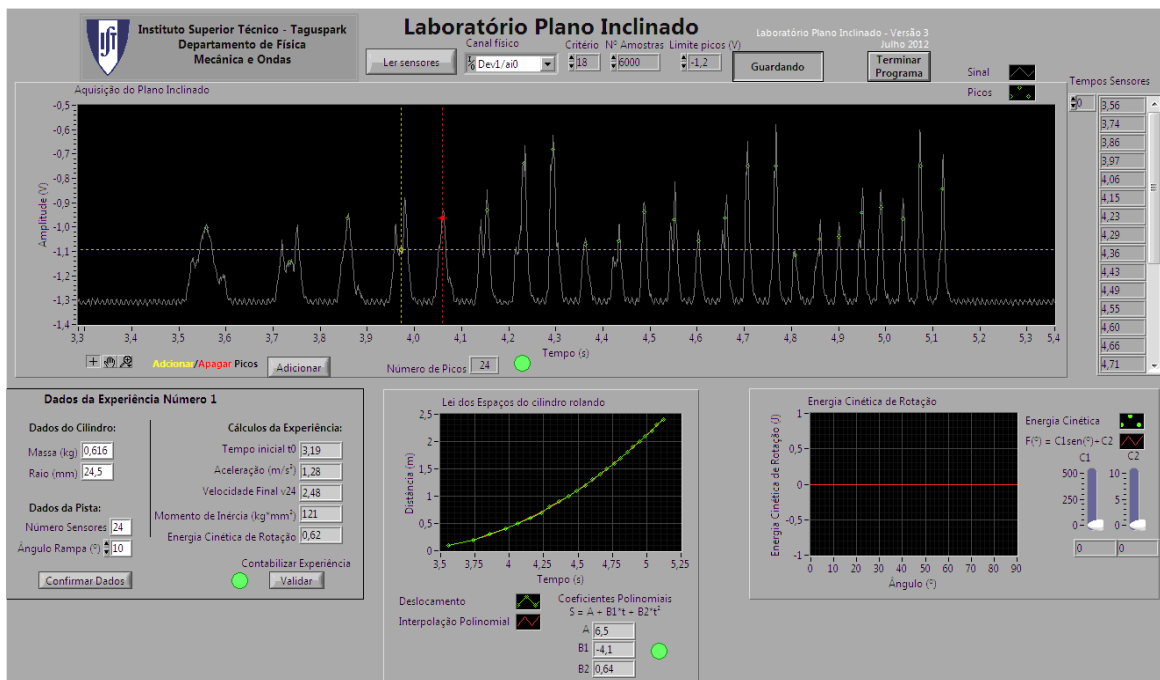 Instituto Superior Técnico - Taguspark
Departamento de Física
Mecânica e Ondas
Laboratório Plano Inclinado
Laboratório Plano Inclinado - Versão 3
Julho 2012
Ler sensores
Canal físico
Dev1/ai0
Critério
18
Nº Amostras
6000
Limite picos (V)
-1,2
Guardando
Terminar
Programa
Sinal
Picos
Tempos Sensores
0
3,56
3,74
3,86
3,97
4,06
4,15
4,23
4,29
4,36
4,43
4,49
4,55
4,60
4,66
4,71
Aquisição do Plano Inclinado
Amplitude (V)
-0,5
-0,6
-0,7
-0,8
-0,9
-1,0
-1,1
-1,2
-1,3
-1,4
3,3 3,4 3,5 3,6 3,7 3,8 3,9 4,0 4,1 4,2 4,3 4,4 4,5 4,6 4,7 4,8 4,9 5,0 5,1 5,2 5,3 5,4
Tempo (s)
Adcionar/Apagar Picos
Adicionar
Número de Picos 24
Dados da Experiência Número 1
Dados do Cilindro:
Massa (kg) 0,616
Raio (mm) 24,5
Dados da Pista:
Número Sensores 24
Ângulo Rampa (º) 10
Confirmar Dados
Cálculos da Experiência:
Tempo inicial t0 3,19
Aceleração (m/s²) 1,28
Velocidade Final v24 2,48
Momento de Inércia (kg*mm²) 121
Energia Cinética de Rotação 0,62
Contabilizar Experiência
Validar
Lei dos Espaços do cilindro rolando
Distância (m)
2,5
2
1,5
1
0,5
0
3,5 3,75 4 4,25 4,5 4,75 5 5,25
Tempo (s)
Deslocamento
Interpolação Polinomial
Coeficientes Polinomiais
S = A + B1*t + B2*t²
A 6,5
B1 -4,1
B2 0,64
Energia Cinética de Rotação
Energia Cinética de Rotação (J)
1
0,5
0
-0,5
-1
0 10 20 30 40 50 60 70 80 90
Ângulo (º)
Energia Cinética
F(º) = C1sen(º)+C2
C1 C2
500
250
0
10
5
0
0 0